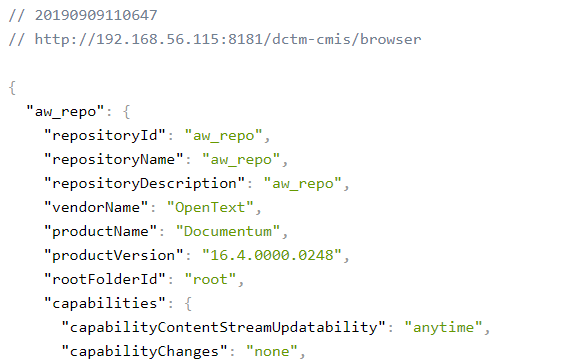 // 20190909110647
// http://192.168.56.115:8181/dctm-cmis/browser

{
  "aw_repo": {
    "repositoryId": "aw_repo",
    "repositoryName": "aw_repo",
    "repositoryDescription": "aw_repo",
    "vendorName": "OpenText",
    "productName": "Documentum",
    "productVersion": "16.4.0000.0248",
    "rootFolderId": "root",
    "capabilities": {
      "capabilityContentStreamUpdatability": "anytime",
      "capabilityChanges": "none",